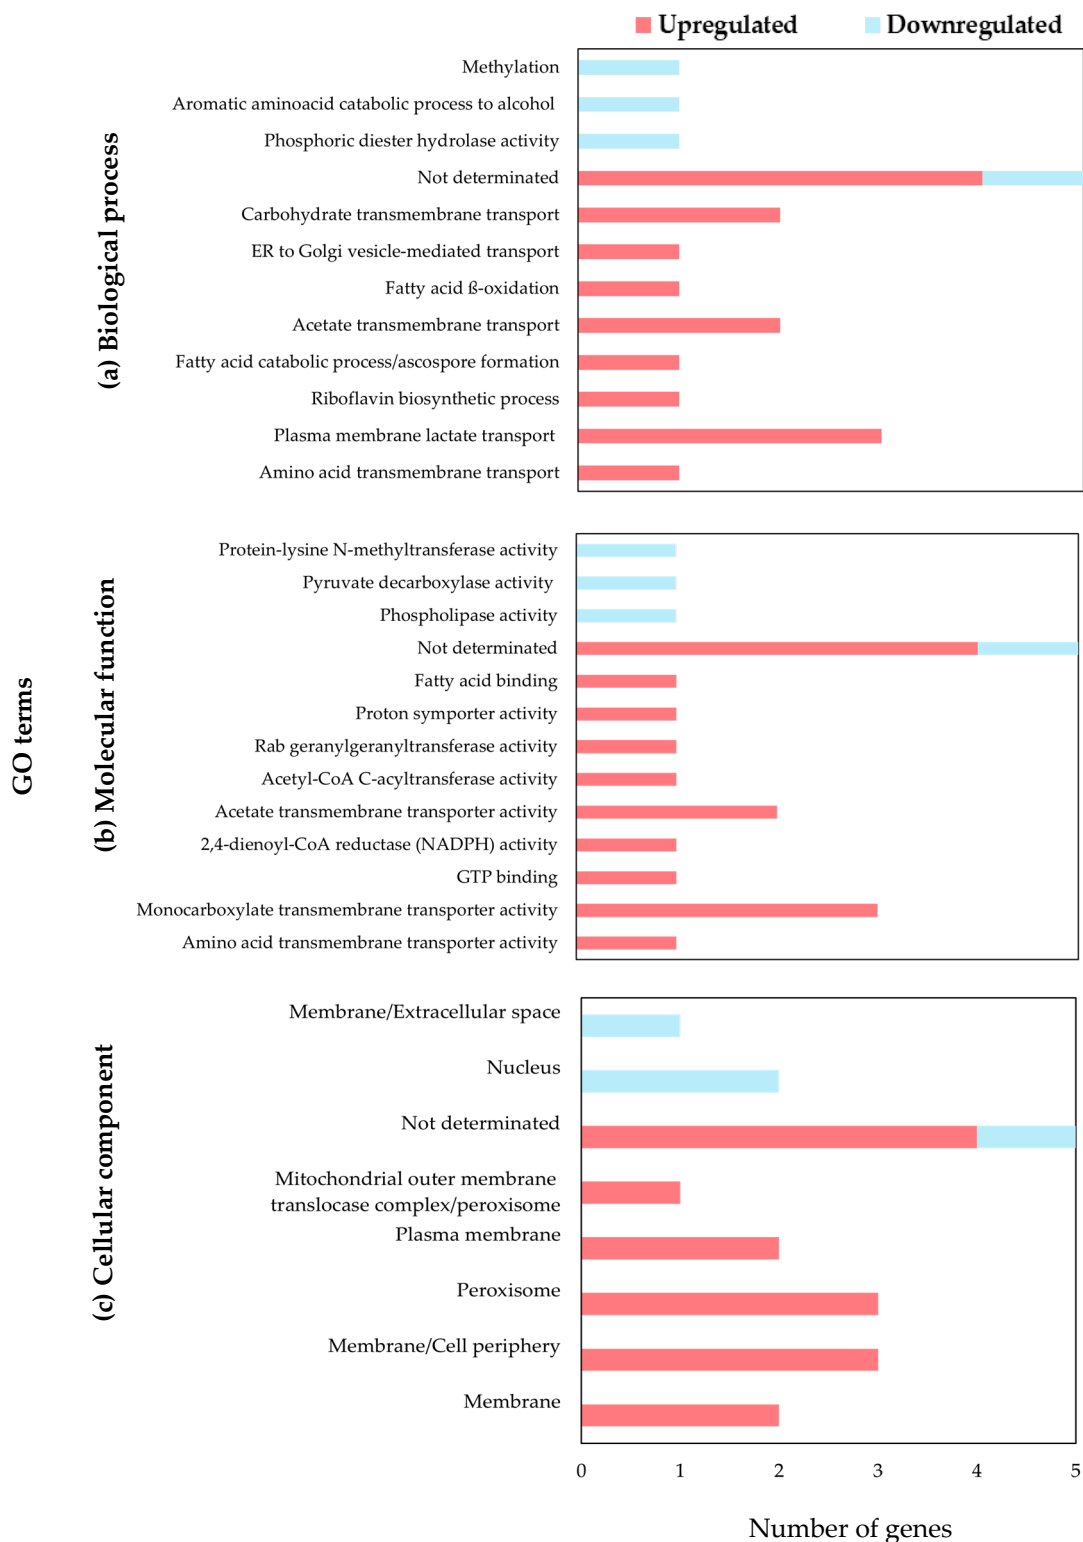 Upregulated Downregulated
GO terms
(a) Biological process
Methylation
Aromatic aminoacid catabolic process to alcohol
Phosphoric diester hydrolase activity
Not determinated
Carbohydrate transmembrane transport
ER to Golgi vesicle-mediated transport
Fatty acid ß-oxidation
Acetate transmembrane transport
Fatty acid catabolic process/ascospore formation
Riboflavin biosynthetic process
Plasma membrane lactate transport
Amino acid transmembrane transport
(b) Molecular function
Protein-lysine N-methyltransferase activity
Pyruvate decarboxylase activity
Phospholipase activity
Not determinated
Fatty acid binding
Proton symporter activity
Rab geranylgeranyltransferase activity
Acetyl-CoA C-acyltransferase activity
Acetate transmembrane transporter activity
2,4-dienoyl-CoA reductase (NADPH) activity
GTP binding
Monocarboxylate transmembrane transporter activity
Amino acid transmembrane transporter activity
(c) Cellular component
Membrane/Extracellular space
Nucleus
Not determinated
Mitochondrial outer membrane
translocase complex/peroxisome
Plasma membrane
Peroxisome
Membrane/Cell periphery
Membrane
0 1 2 3 4 5
Number of genes